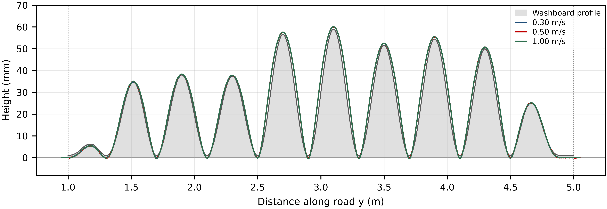 70
60
50
40
30
20
10
0
Height (mm)
Washboard profile
0.30 m/s
0.50 m/s
1.00 m/s
1.0 1.5 2.0 2.5 3.0 3.5 4.0 4.5 5.0
Distance along road y (m)